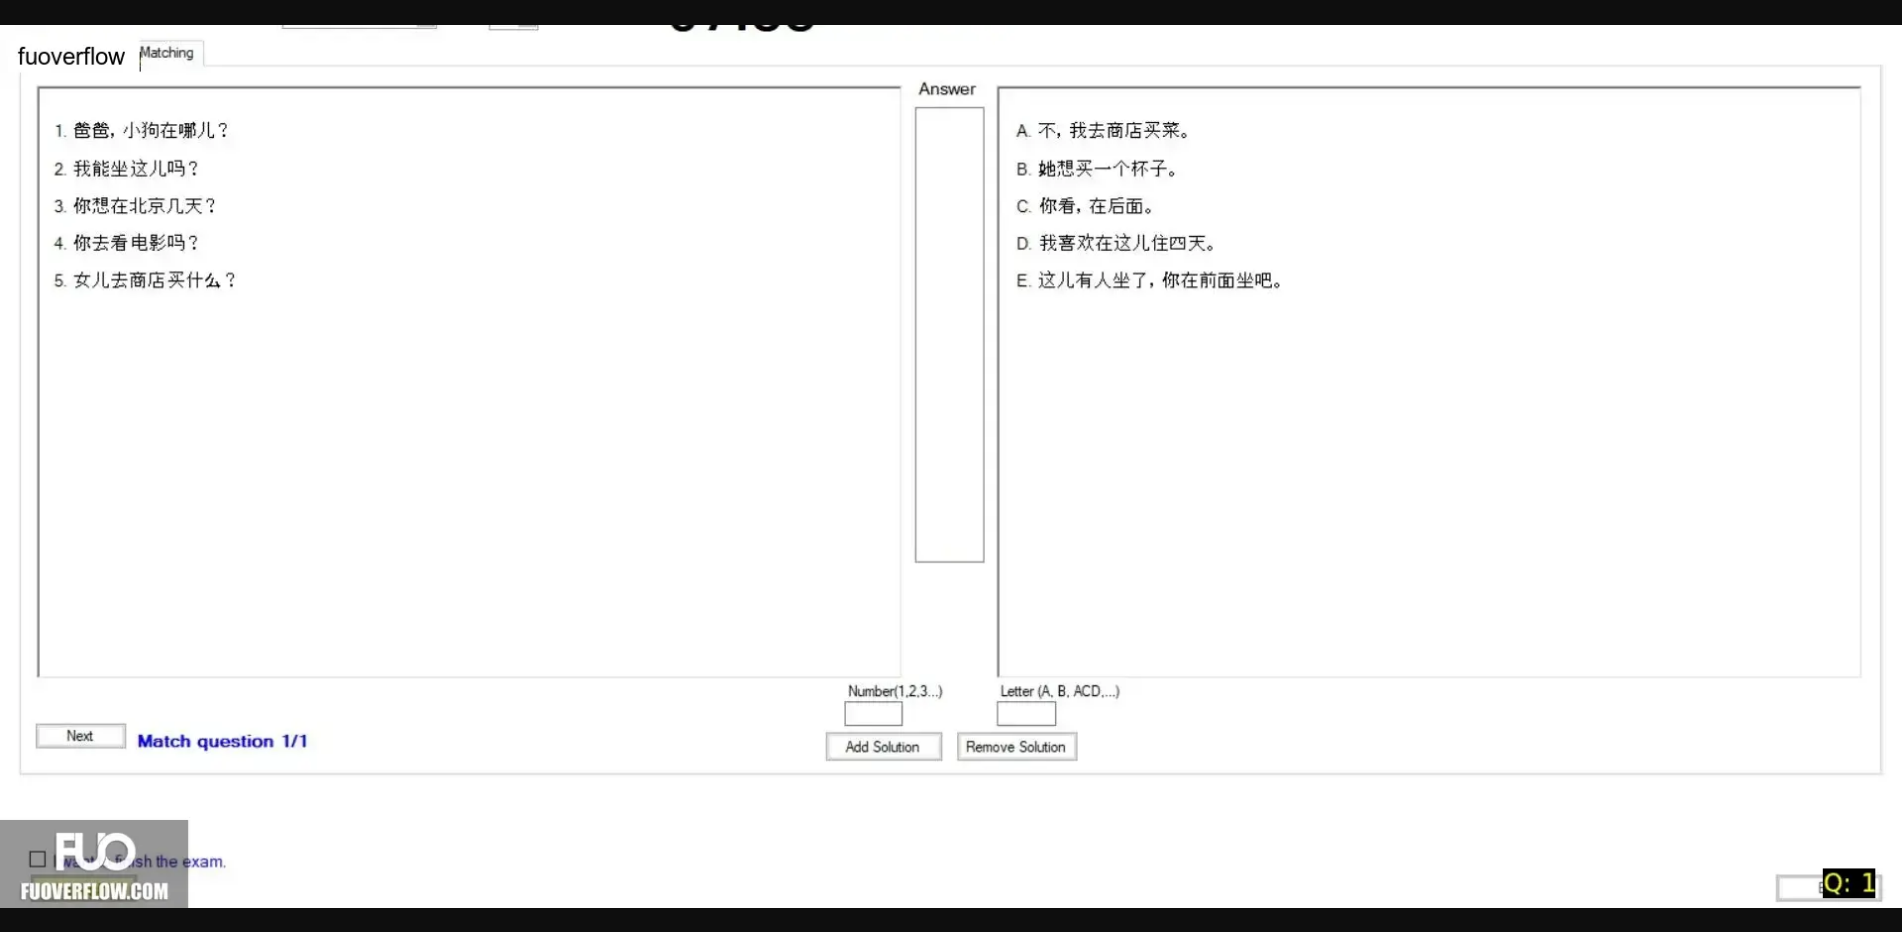 fuoverflow
Matching
Answer
1. 爸爸, 小狗在哪儿?
2. 我能坐这儿吗?
3. 你想在北京几天?
4. 你去看电影吗?
5. 女儿去商店买什么?
A. 不, 我去商店买菜。
B. 她想买一个杯子。
C. 你看, 在后面。
D. 我喜欢在这儿住四天。
E. 这儿有人坐了, 你在前面坐吧。
Number(1,2,3...)
Letter (A, B, ACD,...)
Next
Match question 1/1
Add Solution
Remove Solution
FUO
the exam.
FUOVERFLOW.COM
Q: 1